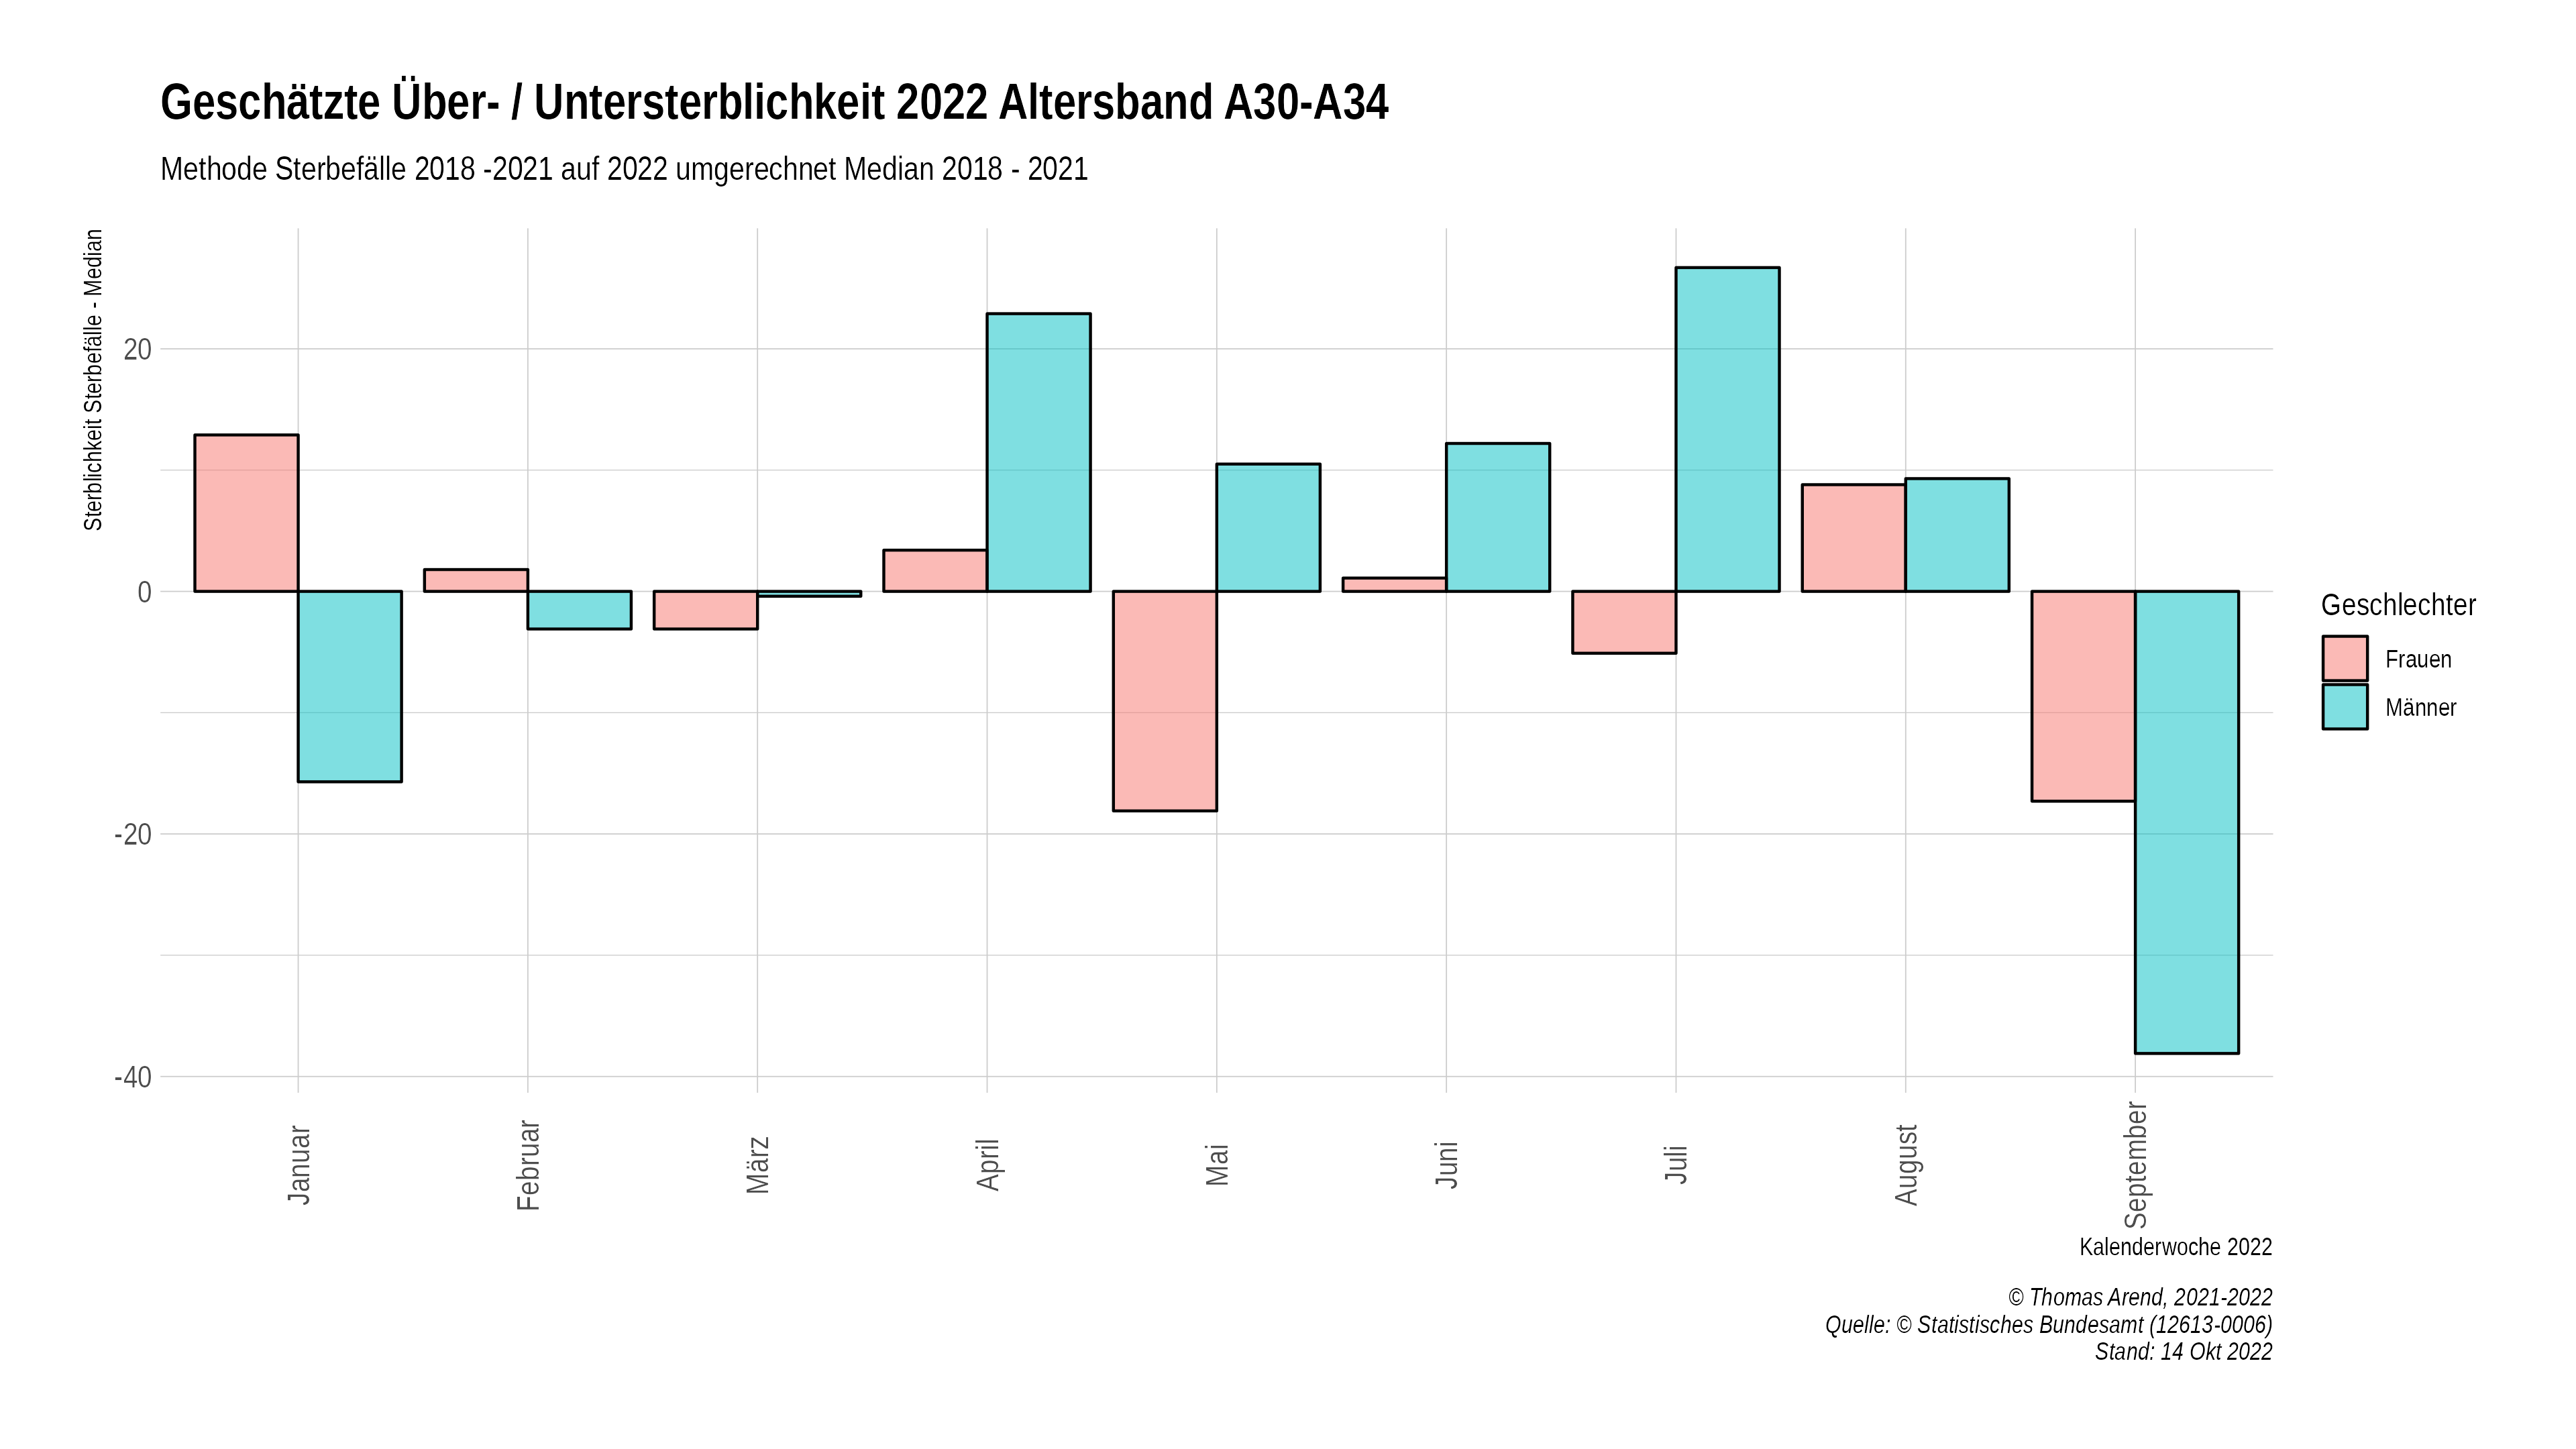 Geschätzte Über- / Untersterblichkeit 2022 Altersband A30-A34
Methode Sterbefälle 2018 -2021 auf 2022 umgerechnet Median 2018 - 2021
Sterblichkeit Sterbefälle - Median
20
0
-20
-40
Januar
Februar
März
April
Mai
Juni
Juli
August
September
Kalenderwoche 2022
Geschlechter
Frauen
Männer
© Thomas Arend, 2021-2022
Quelle: © Statistisches Bundesamt (12613-0006)
Stand: 14 Okt 2022